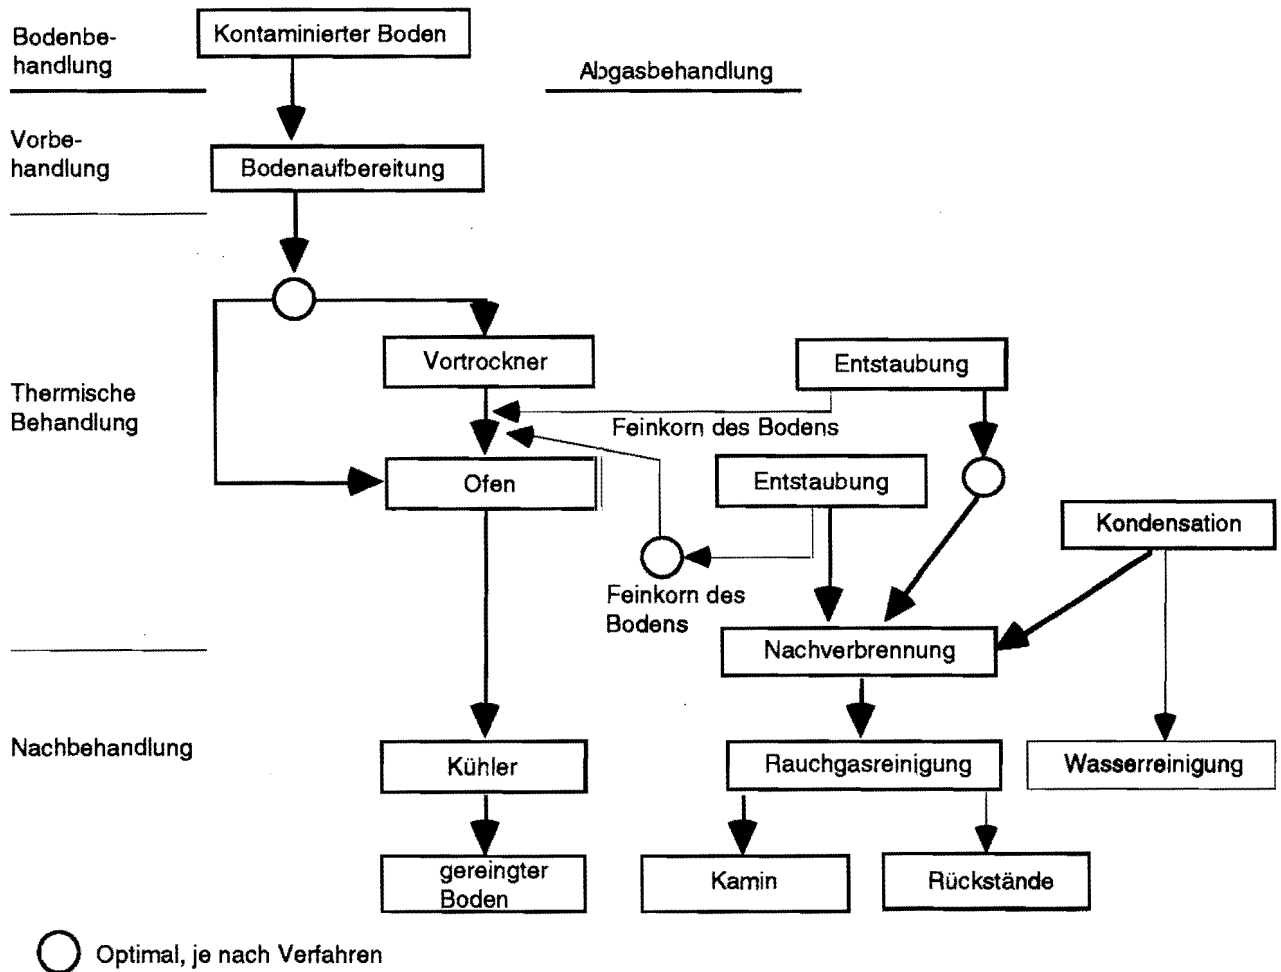 Bodenbe-
handlung
Kontaminierter Boden
Abgasbehandlung
Vorbe-
handlung
Bodenaufbereitung
Thermische
Behandlung
Vortrockner
Entstaubung
Feinkorn des Bodens
Ofen
Entstaubung
Kondensation
Feinkorn des
Bodens
Nachverbrennung
Nachbehandlung
Kühler
Rauchgasreinigung
Wasserreinigung
gereingter
Boden
Kamin
Rückstände
Optimal, je nach Verfahren